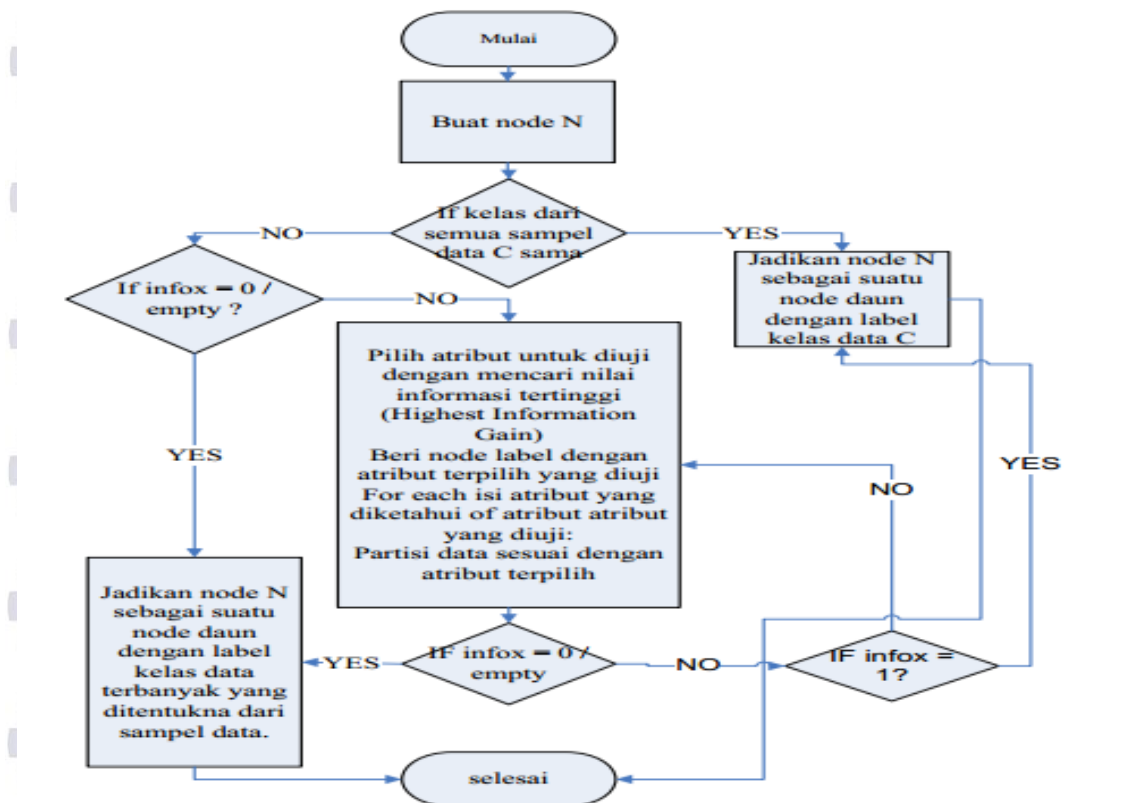 Mulai
Buat node N
If kelas dari
semua sampel
data C sama
NO
YES
If infox = 0 /
empty ?
NO
Jadikan node N
sebagai suatu
node daun
dengan label
kelas data C
Pilih atribut untuk diuji
dengan mencari nilai
informasi tertinggi
(Highest Information
Gain)
Beri node label dengan
atribut terpilih yang diuji
For each isi atribut yang
diketahui of atribut atribut
yang diuji:
Partisi data sesuai dengan
atribut terpilih
YES
YES
NO
Jadikan node N
sebagai suatu
node daun
dengan label
kelas data
terbanyak yang
ditentukna dari
sampel data.
YES
IF infox = 0 /
empty
NO
IF infox =
1?
selesai